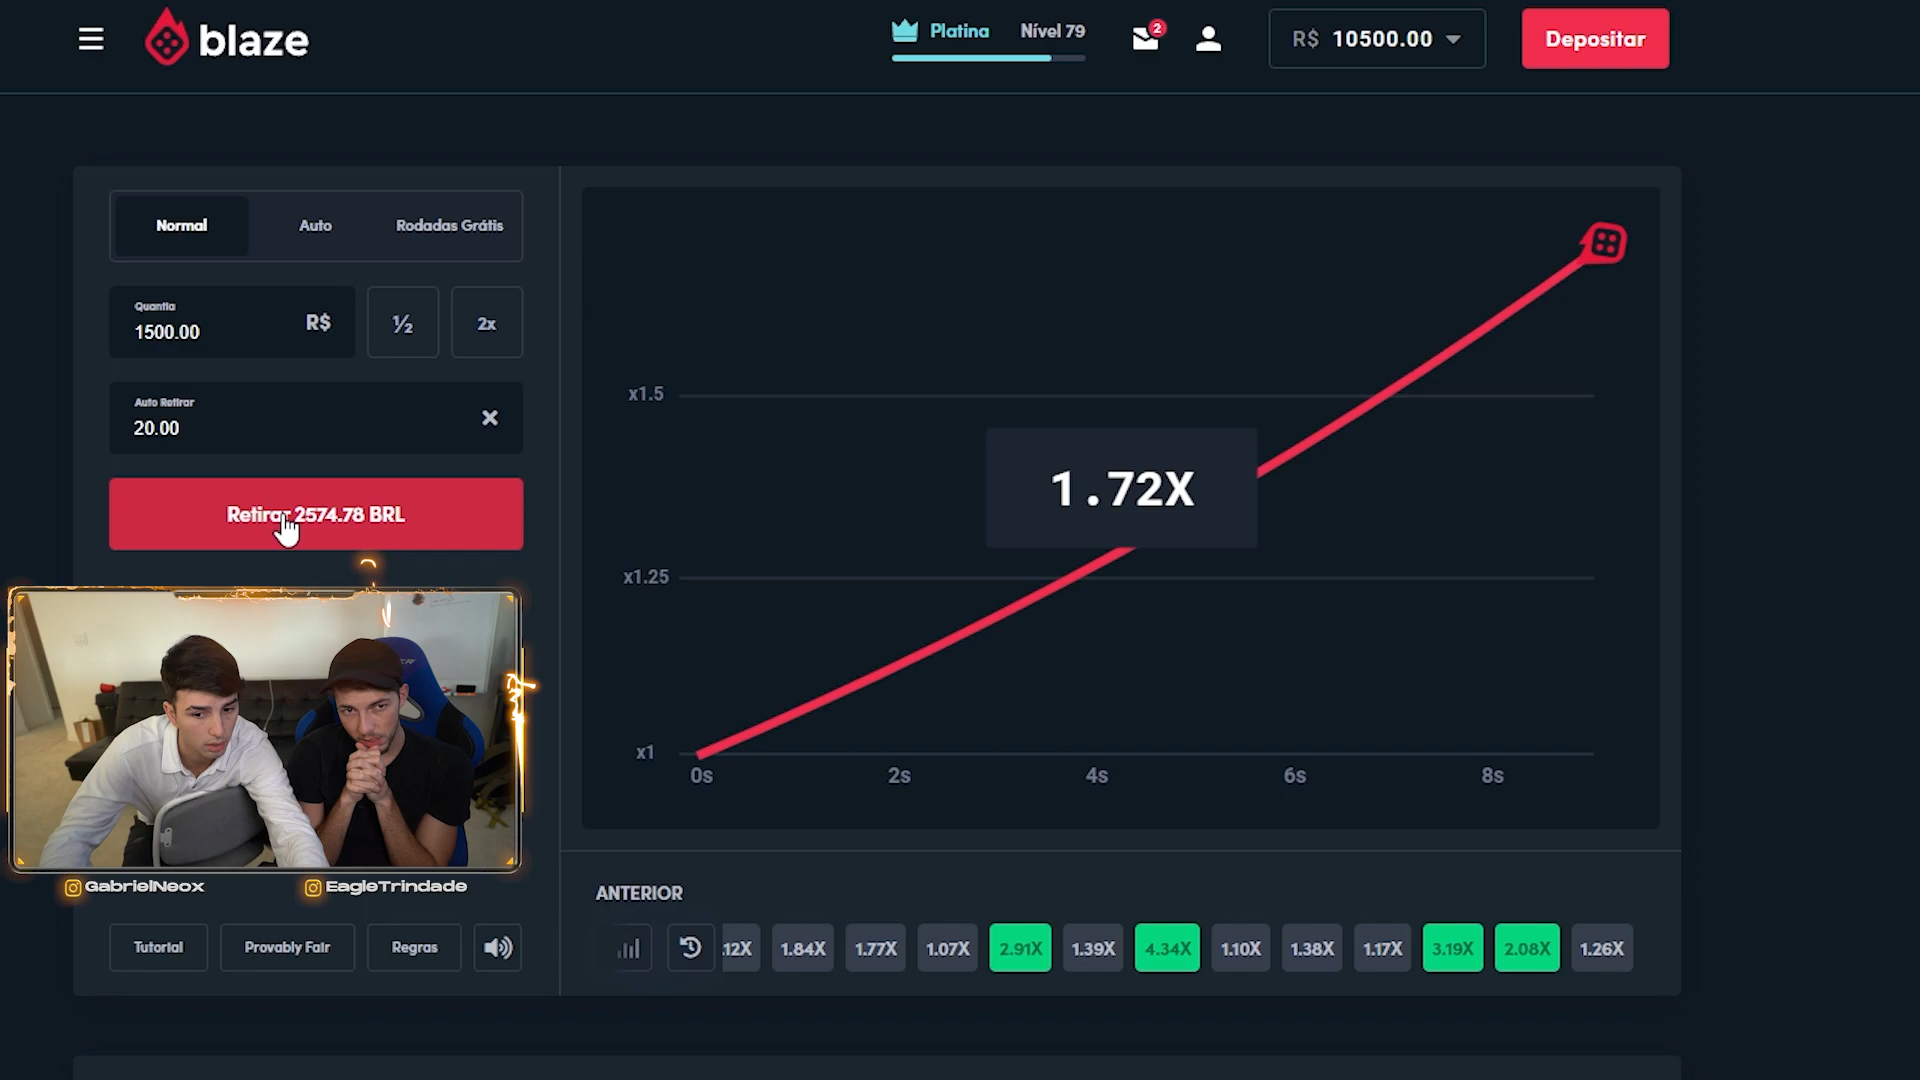 blaze
Platina
Nível 79
2
R$ 10500.00
Depositar
Normal
Auto
Rodadas Grátis
Quantia
1500.00
R$
½
2x
Auto Retirar
20.00
Retirar 2574.78 BRL
x1.5
1.72X
x1.25
x1
0s
2s
4s
6s
8s
GabrielNeox
EagleTrindade
ANTERIOR
Tutorial
Provably Fair
Regras
.12X
1.84X
1.77X
1.07X
2.91X
1.39X
4.34X
1.10X
1.38X
1.17X
3.19X
2.08X
1.26X